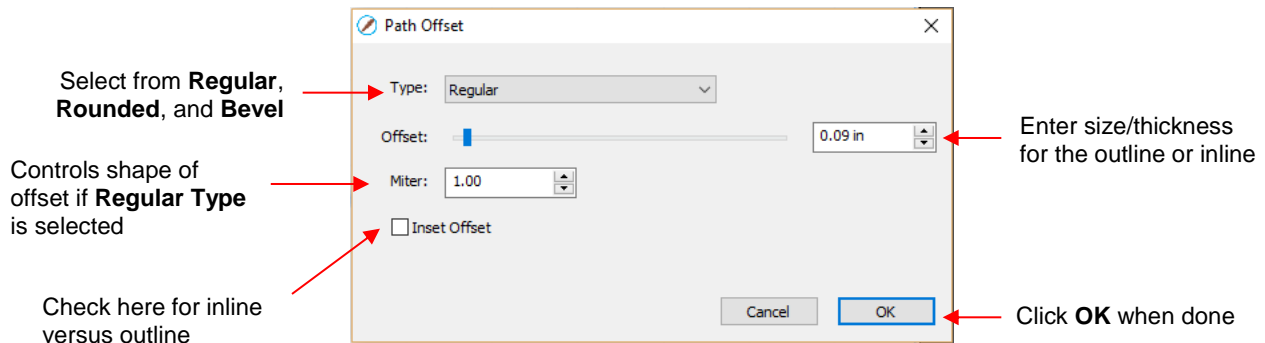 Path Offset
Select from Regular,
Rounded, and Bevel
Type: Regular
Offset: 0.09 in
Enter size/thickness
for the outline or inline
Controls shape of
offset if Regular Type
is selected
Miter: 1.00
Inset Offset
Check here for inline
versus outline
Cancel OK
Click OK when done